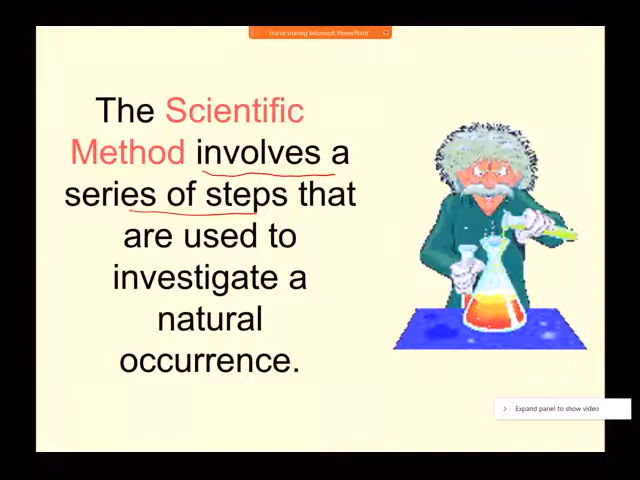 You're sharing Microsoft PowerPoint
The Scientific
Method involves a
series of steps that
are used to
investigate a
natural
occurrence.
Expand panel to show video